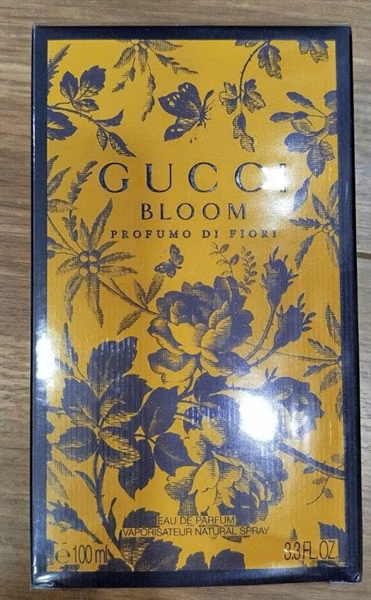 GUCCI
BLOOM
PROFUMO DI FIORI
EAU DE PARFUM
VAPORISATEUR NATURAL SPRAY
℮ 100 ml
3.3 FL.OZ.